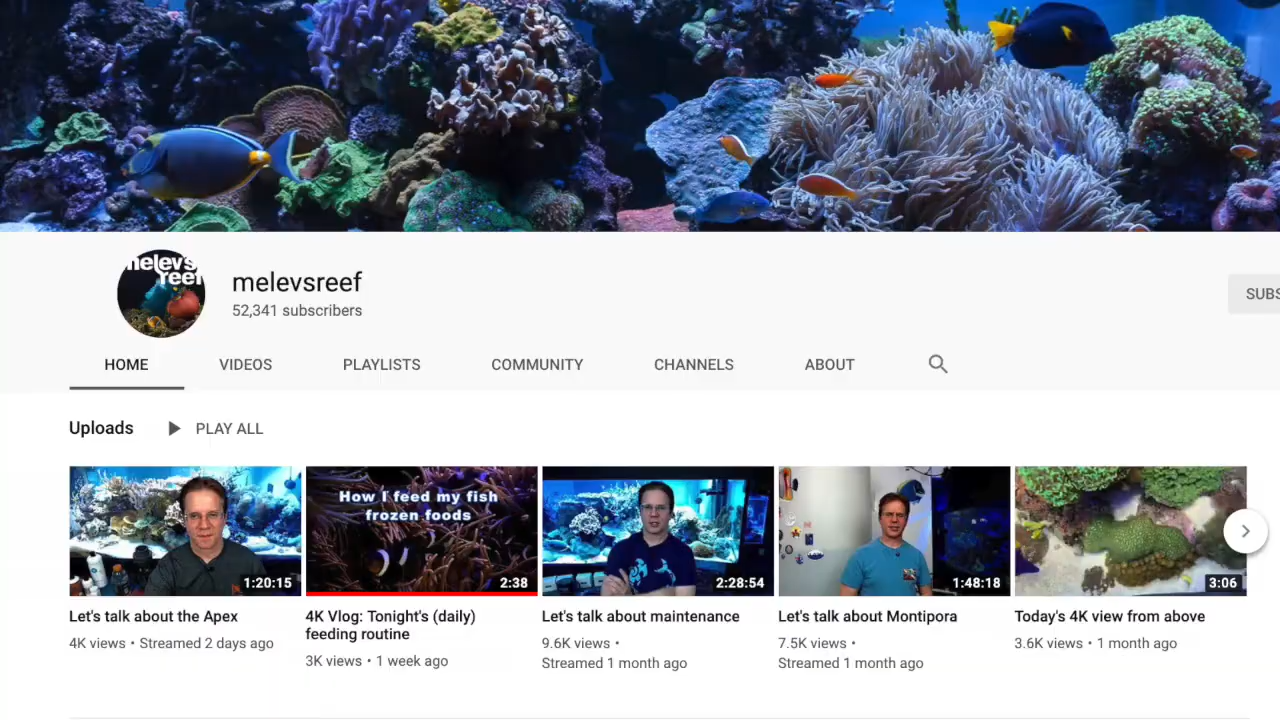 melevs
reef
melevsreef
52,341 subscribers
SUBS
HOME VIDEOS PLAYLISTS COMMUNITY CHANNELS ABOUT
Uploads PLAY ALL
How I feed my fish
frozen foods
1:20:15 2:38 2:28:54 1:48:18 3:06
Let's talk about the Apex
4K views • Streamed 2 days ago
4K Vlog: Tonight's (daily)
feeding routine
3K views • 1 week ago
Let's talk about maintenance
9.6K views •
Streamed 1 month ago
Let's talk about Montipora
7.5K views •
Streamed 1 month ago
Today's 4K view from above
3.6K views • 1 month ago